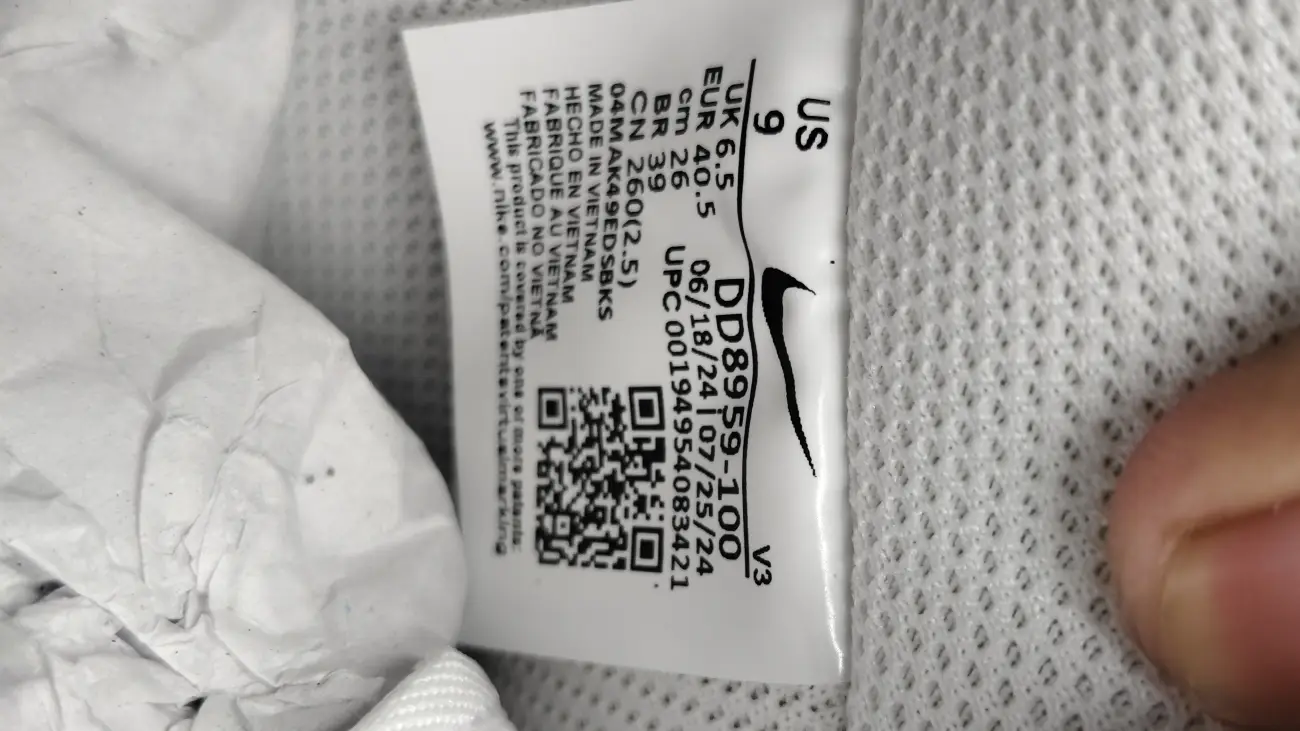 US
9
V3
UK 6.5
EUR 40.5
cm 26
BR 39
CN 260(2.5)
DD8959-100
06/18/24 | 07/25/24
UPC 00194954083421
04MAK49EDSBKS
MADE IN VIETNAM
HECHO EN VIETNAM
FABRIQUE AU VIETNAM
FABRICADO NO VIETNÃ
This product is covered by one or more patents:
www.nike.com/patentsvirtualmarking